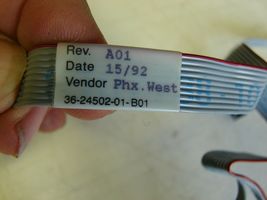 Rev. A01
Date 15/92
Vendor Phx.West
36-24502-01-B01